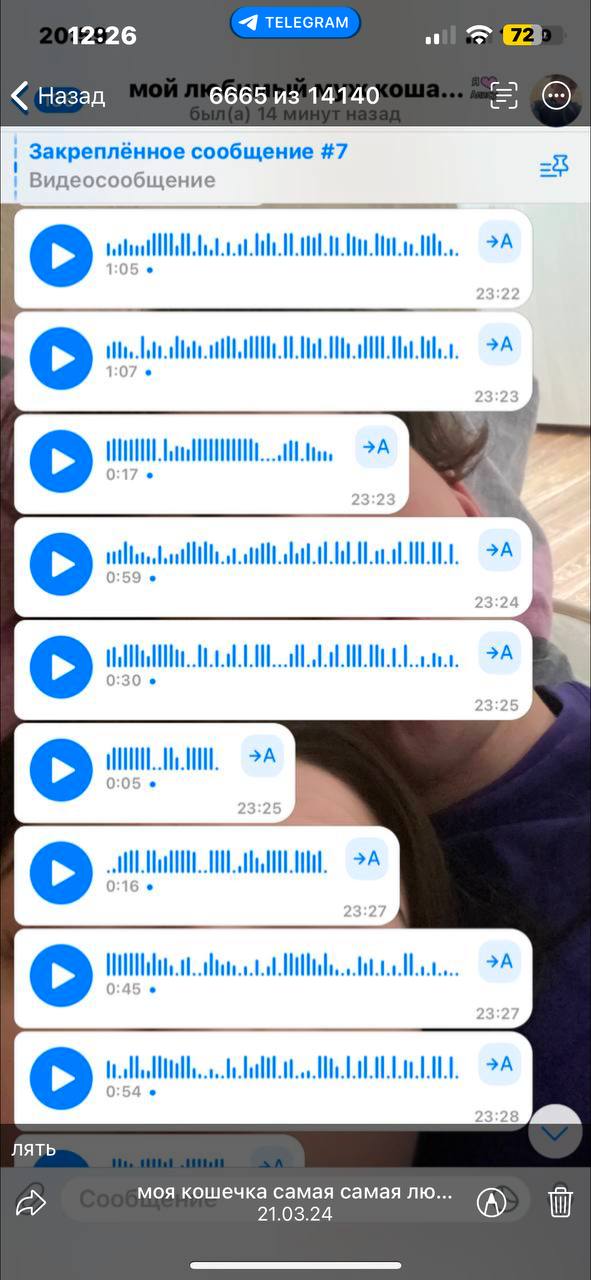 12:26
TELEGRAM
72
Назад
6665 из 14140
мой любимый муж коша...
был(а) 14 минут назад
Закреплённое сообщение #7
Видеосообщение
→A
1:05
23:22
→A
1:07
23:23
→A
0:17
23:23
→A
0:59
23:24
→A
0:30
23:25
→A
0:05
23:25
→A
0:16
23:27
→A
0:45
23:27
→A
0:54
23:28
лять
→A
Сообщение
моя кошечка самая самая лю...
21.03.24